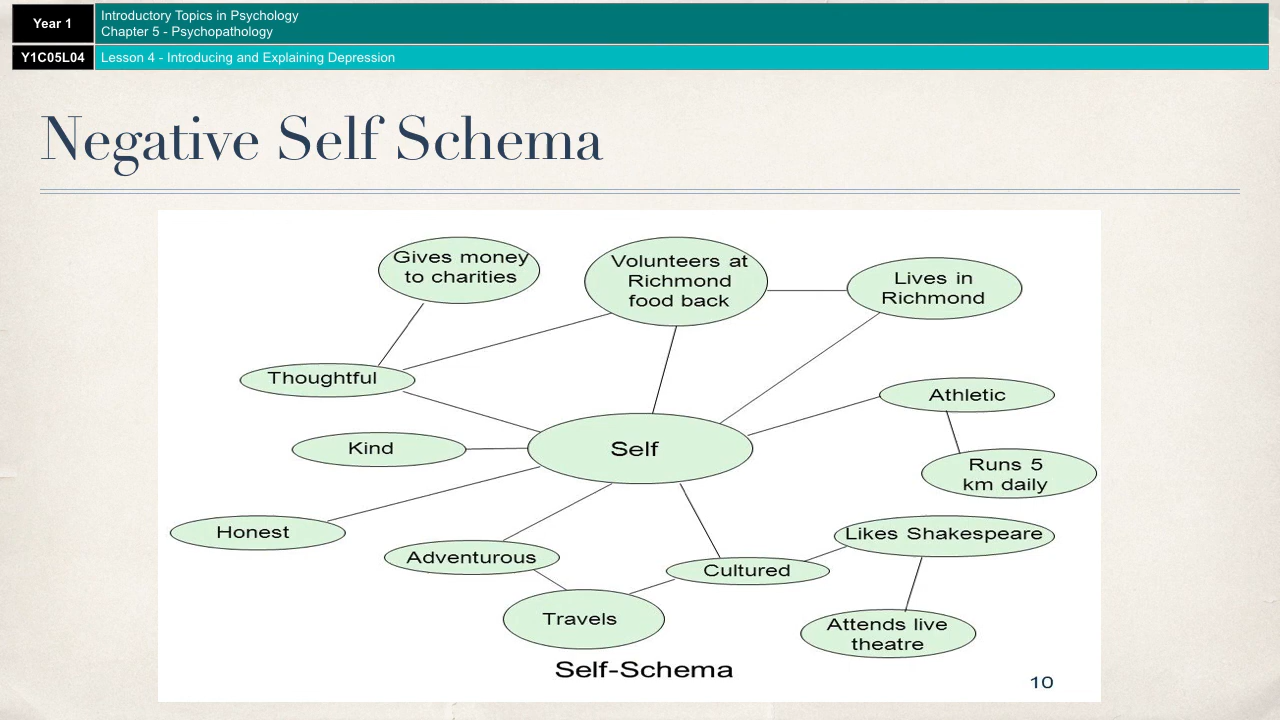 Year 1
Introductory Topics in Psychology
Chapter 5 - Psychopathology
Y1C05L04
Lesson 4 - Introducing and Explaining Depression
Negative Self Schema
Gives money
to charities
Volunteers at
Richmond
food back
Lives in
Richmond
Thoughtful
Athletic
Kind
Self
Runs 5
km daily
Honest
Likes Shakespeare
Adventurous
Cultured
Travels
Attends live
theatre
Self-Schema
10